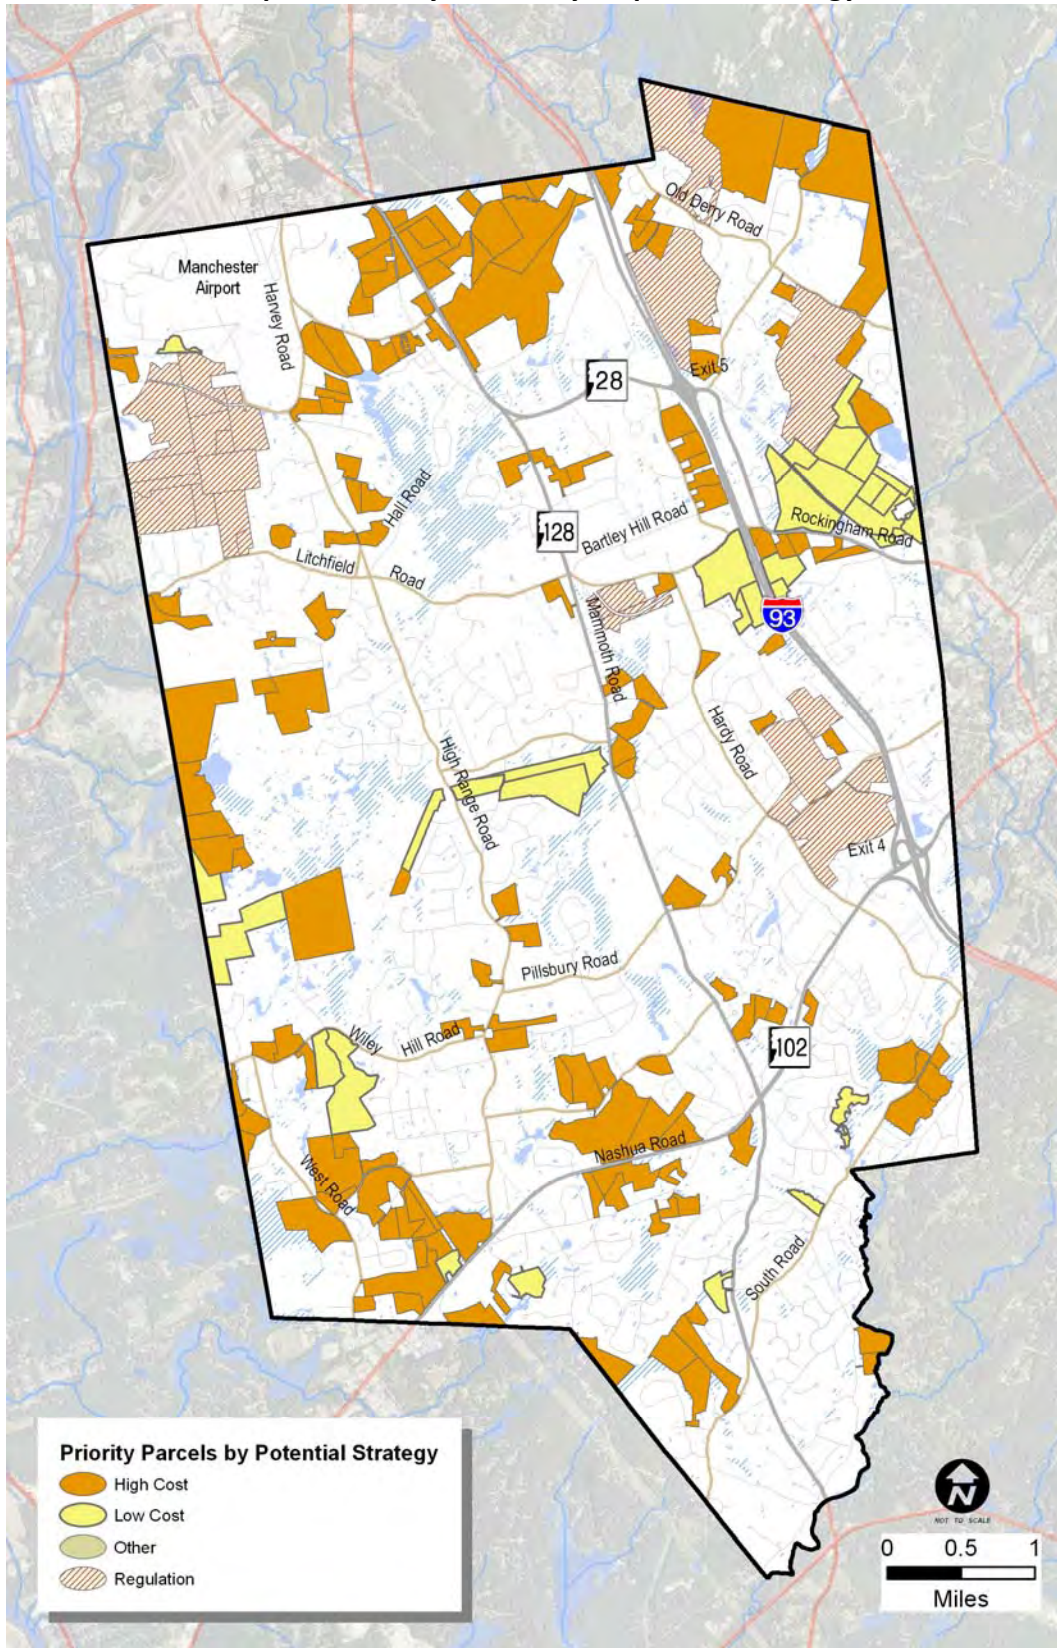 Old Derry Road
Manchester
Airport
Harvey Road
Exit 5
28
Hall Road
128
Bartley Hill Road
Rockingham Road
Litchfield
Road
93
Mammoth Road
Hardy Road
High Range Road
Exit 4
Pillsbury Road
Wiley
Hill Road
102
Nashua Road
West Road
South Road
Priority Parcels by Potential Strategy
High Cost
Low Cost
Other
Regulation
N
NOT TO SCALE
0 0.5 1
Miles